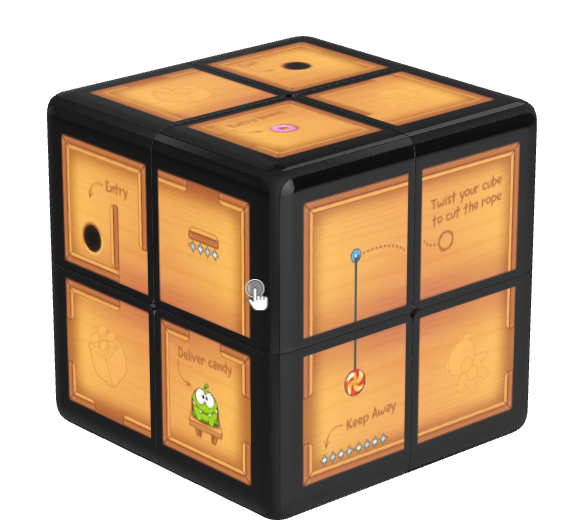 Entry
Deliver candy
Twist your cube
to cut the rope
Keep Away